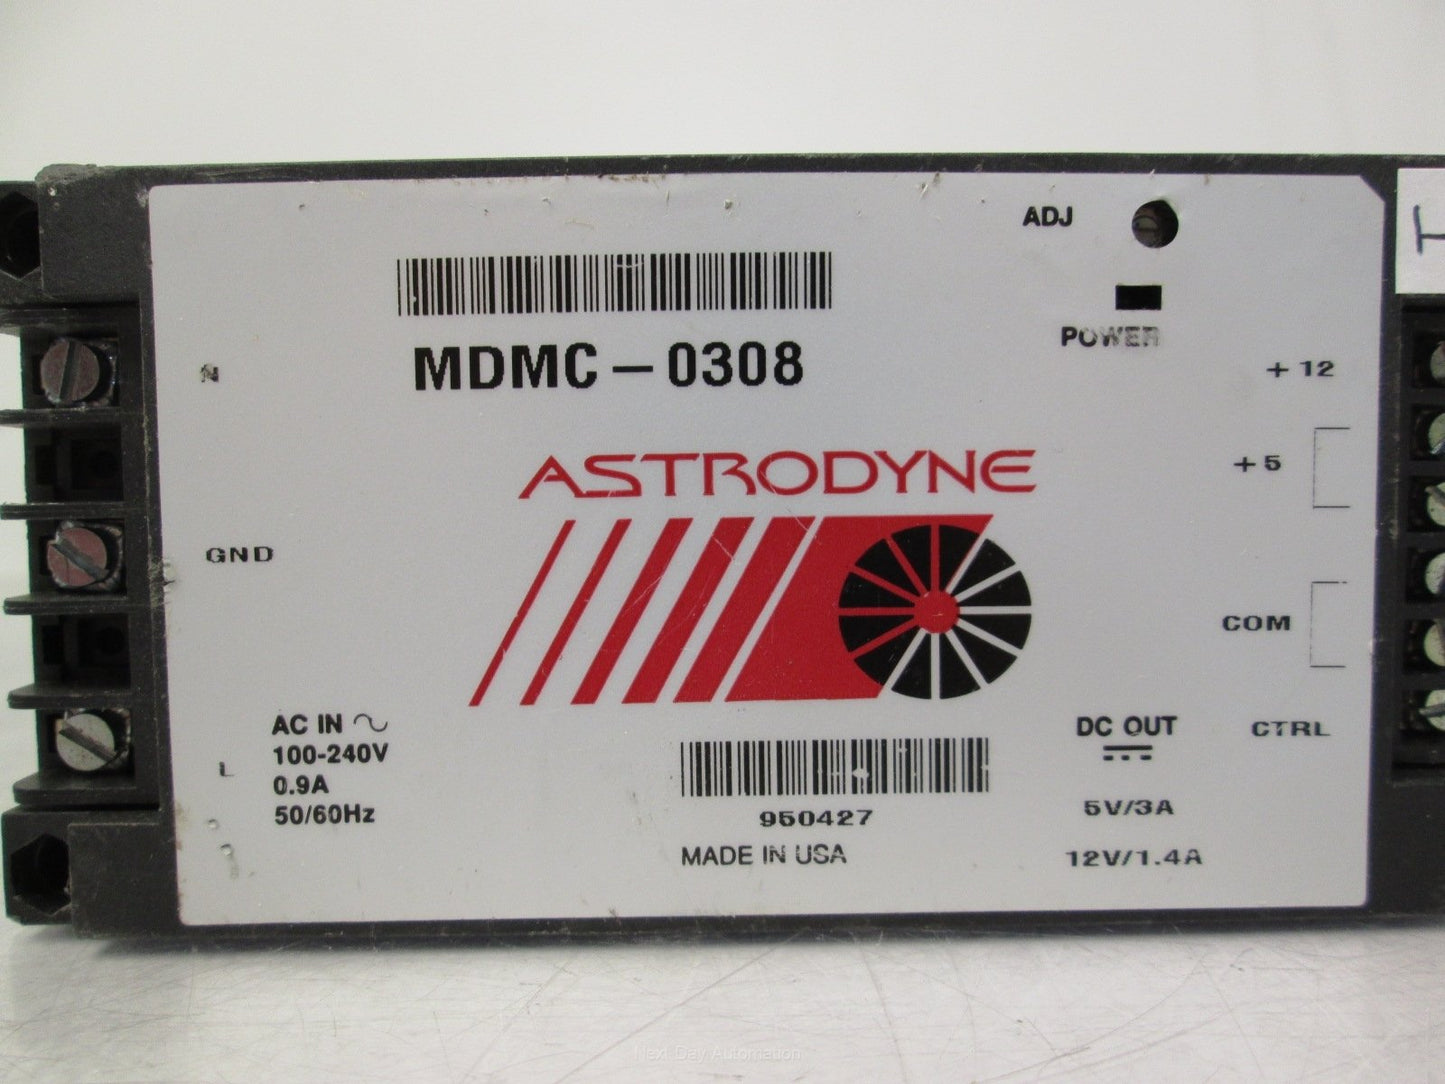 ADJ
MDMC-0308
POWER
N
+12
+5
ASTRODYNE
GND
COM
AC IN
100-240V
0.9A
50/60Hz
L
DC OUT
CTRL
5V/3A
12V/1.4A
950427
MADE IN USA
Next Day Automation